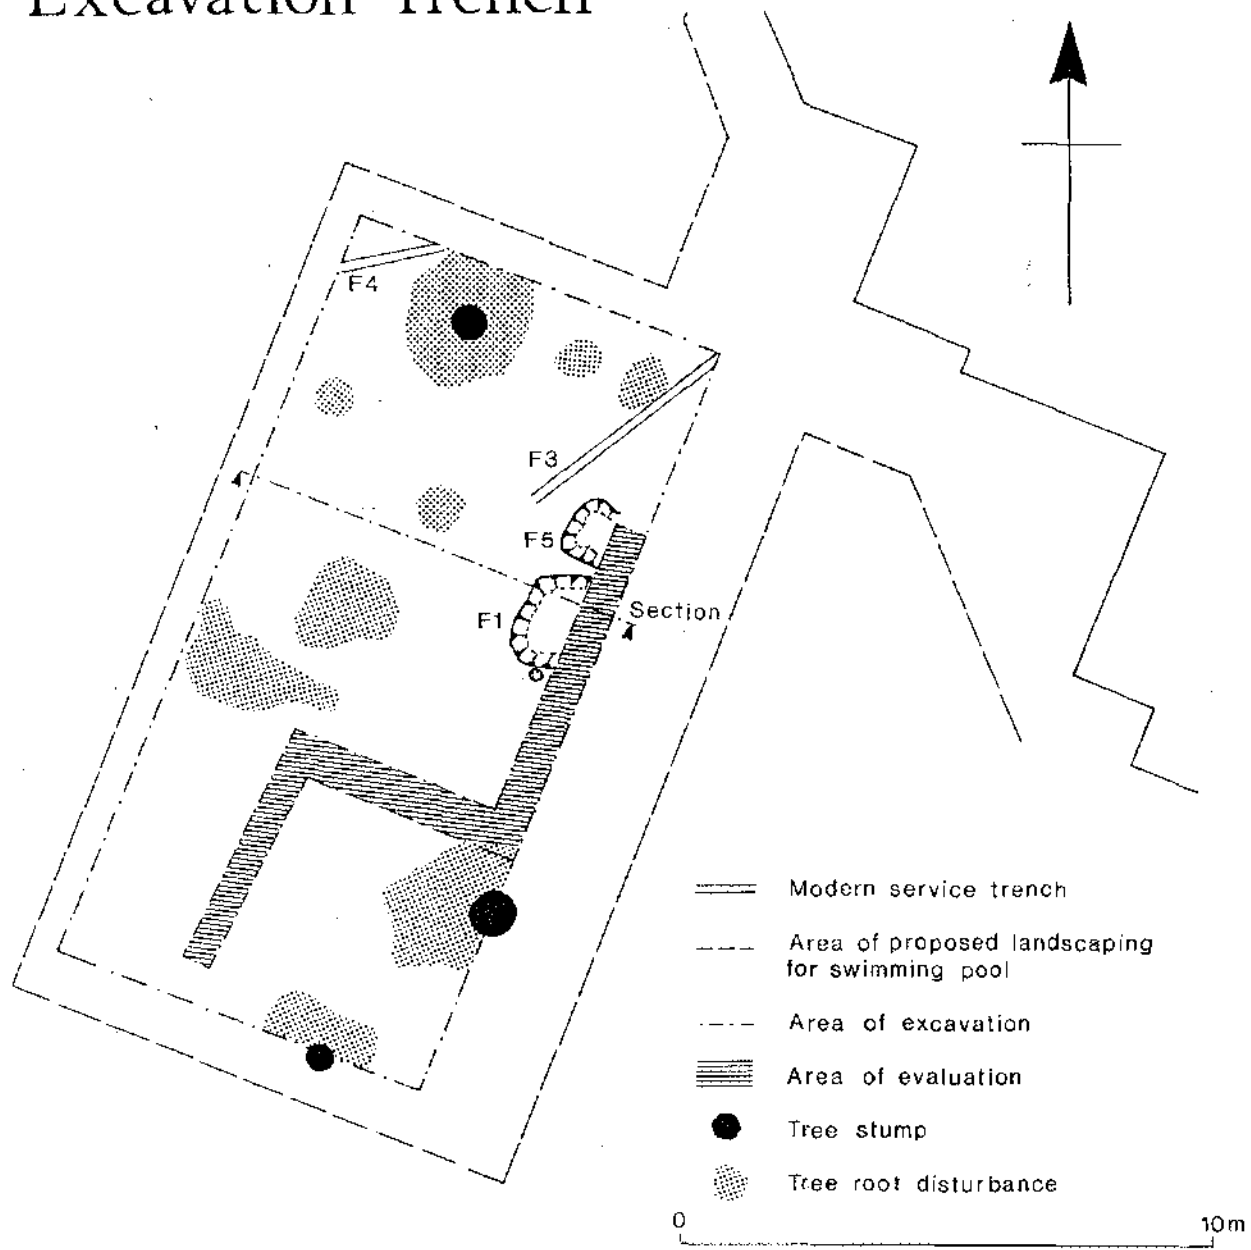 Excavation Trench
F4
F3
F5
F1
Section
Modern service trench
Area of proposed landscaping
for swimming pool
Area of excavation
Area of evaluation
Tree stump
Tree root disturbance
0 10m